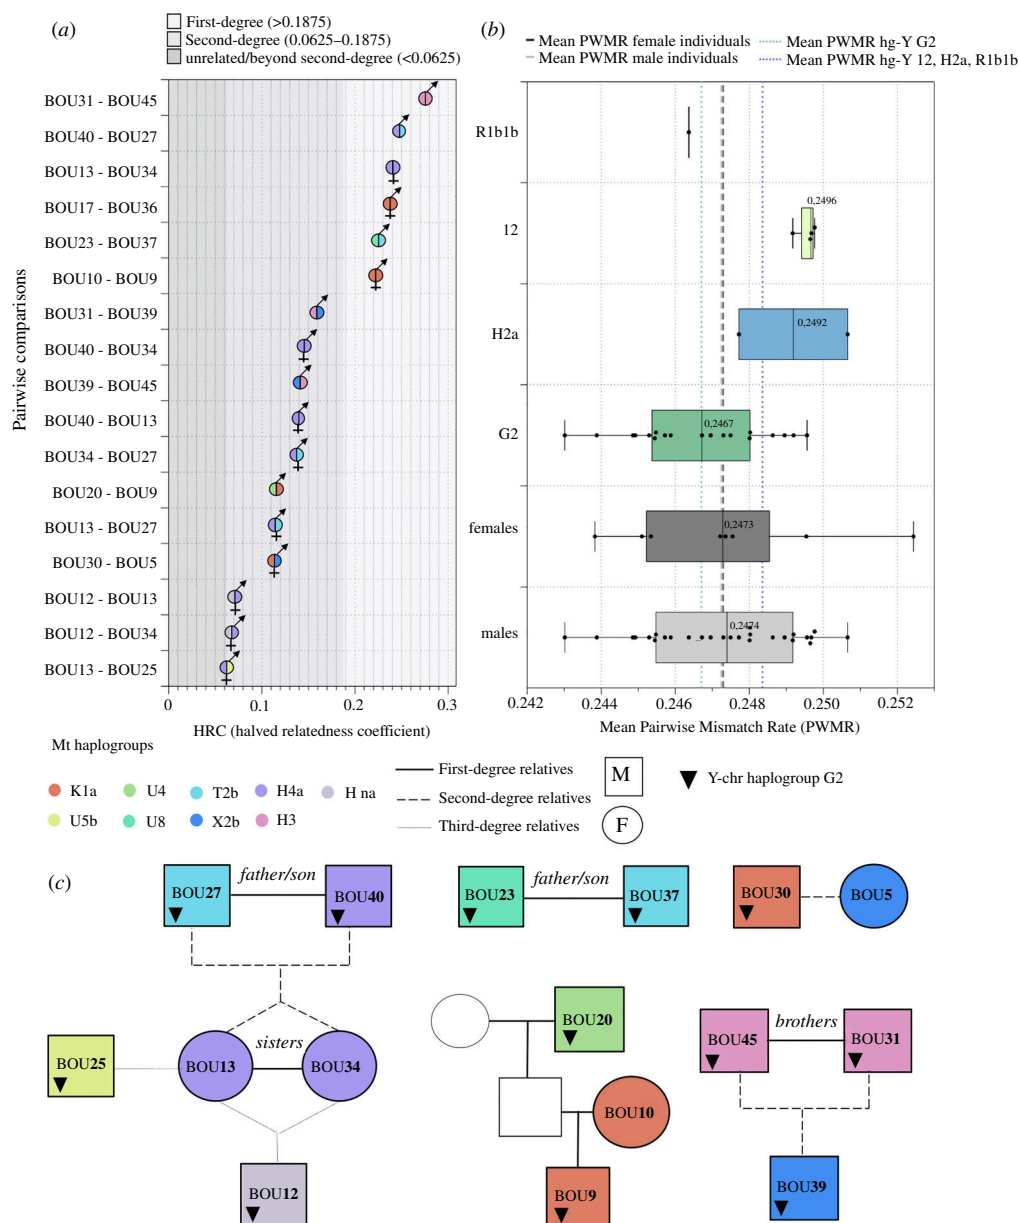 (a)
First-degree (>0.1875)
Second-degree (0.0625–0.1875)
unrelated/beyond second-degree (<0.0625)
Pairwise comparisons
BOU31 - BOU45
BOU40 - BOU27
BOU13 - BOU34
BOU17 - BOU36
BOU23 - BOU37
BOU10 - BOU9
BOU31 - BOU39
BOU40 - BOU34
BOU39 - BOU45
BOU40 - BOU13
BOU34 - BOU27
BOU20 - BOU9
BOU13 - BOU27
BOU30 - BOU5
BOU12 - BOU13
BOU12 - BOU34
BOU13 - BOU25
0 0.1 0.2 0.3
HRC (halved relatedness coefficient)
(b)
Mean PWMR female individuals
Mean PWMR male individuals
Mean PWMR hg-Y G2
Mean PWMR hg-Y 12, H2a, R1b1b
R1b1b
12
0,2496
H2a
0,2492
G2
0,2467
females
0,2473
males
0,2474
0.242 0.244 0.246 0.248 0.250 0.252
Mean Pairwise Mismatch Rate (PWMR)
Mt haplogroups
K1a U4 T2b H4a H na
U5b U8 X2b H3
First-degree relatives
Second-degree relatives
Third-degree relatives
M
F
Y-chr haplogroup G2
(c)
BOU27 father/son BOU40
BOU23 father/son BOU37
BOU30 BOU5
BOU25
BOU13 sisters BOU34
BOU12
BOU20
BOU10
BOU9
BOU45 brothers BOU31
BOU39